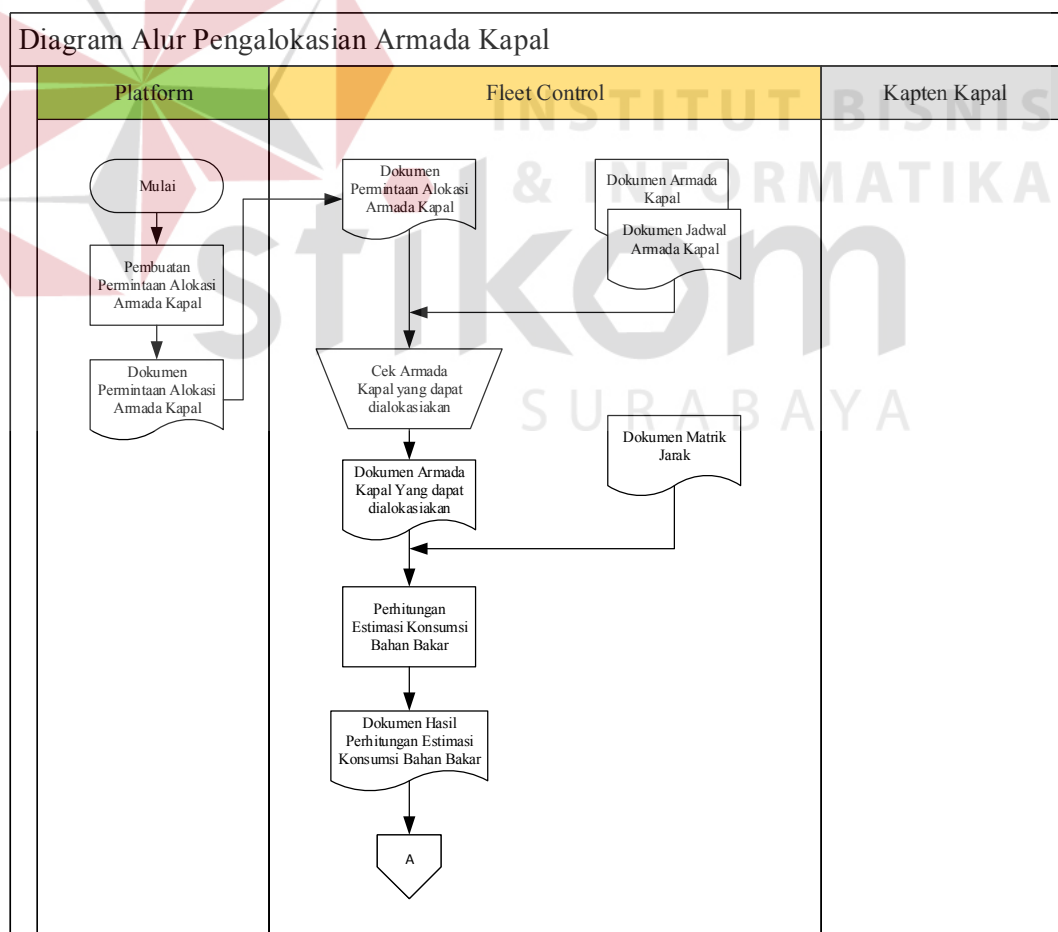 Diagram Alur Pengalokasian Armada Kapal
Platform
Fleet Control
Kapten Kapal
INSTITUT BISNIS
& INFORMATIKA
stikom
SURABAYA
Mulai
Pembuatan
Permintaan Alokasi
Armada Kapal
Dokumen
Permintaan Alokasi
Armada Kapal
Dokumen
Permintaan Alokasi
Armada Kapal
Dokumen Armada
Kapal
Dokumen Jadwal
Armada Kapal
Cek Armada
Kapal yang dapat
dialokasiakan
Dokumen Armada
Kapal Yang dapat
dialokasiakan
Dokumen Matrik
Jarak
Perhitungan
Estimasi Konsumsi
Bahan Bakar
Dokumen Hasil
Perhitungan Estimasi
Konsumsi Bahan Bakar
A